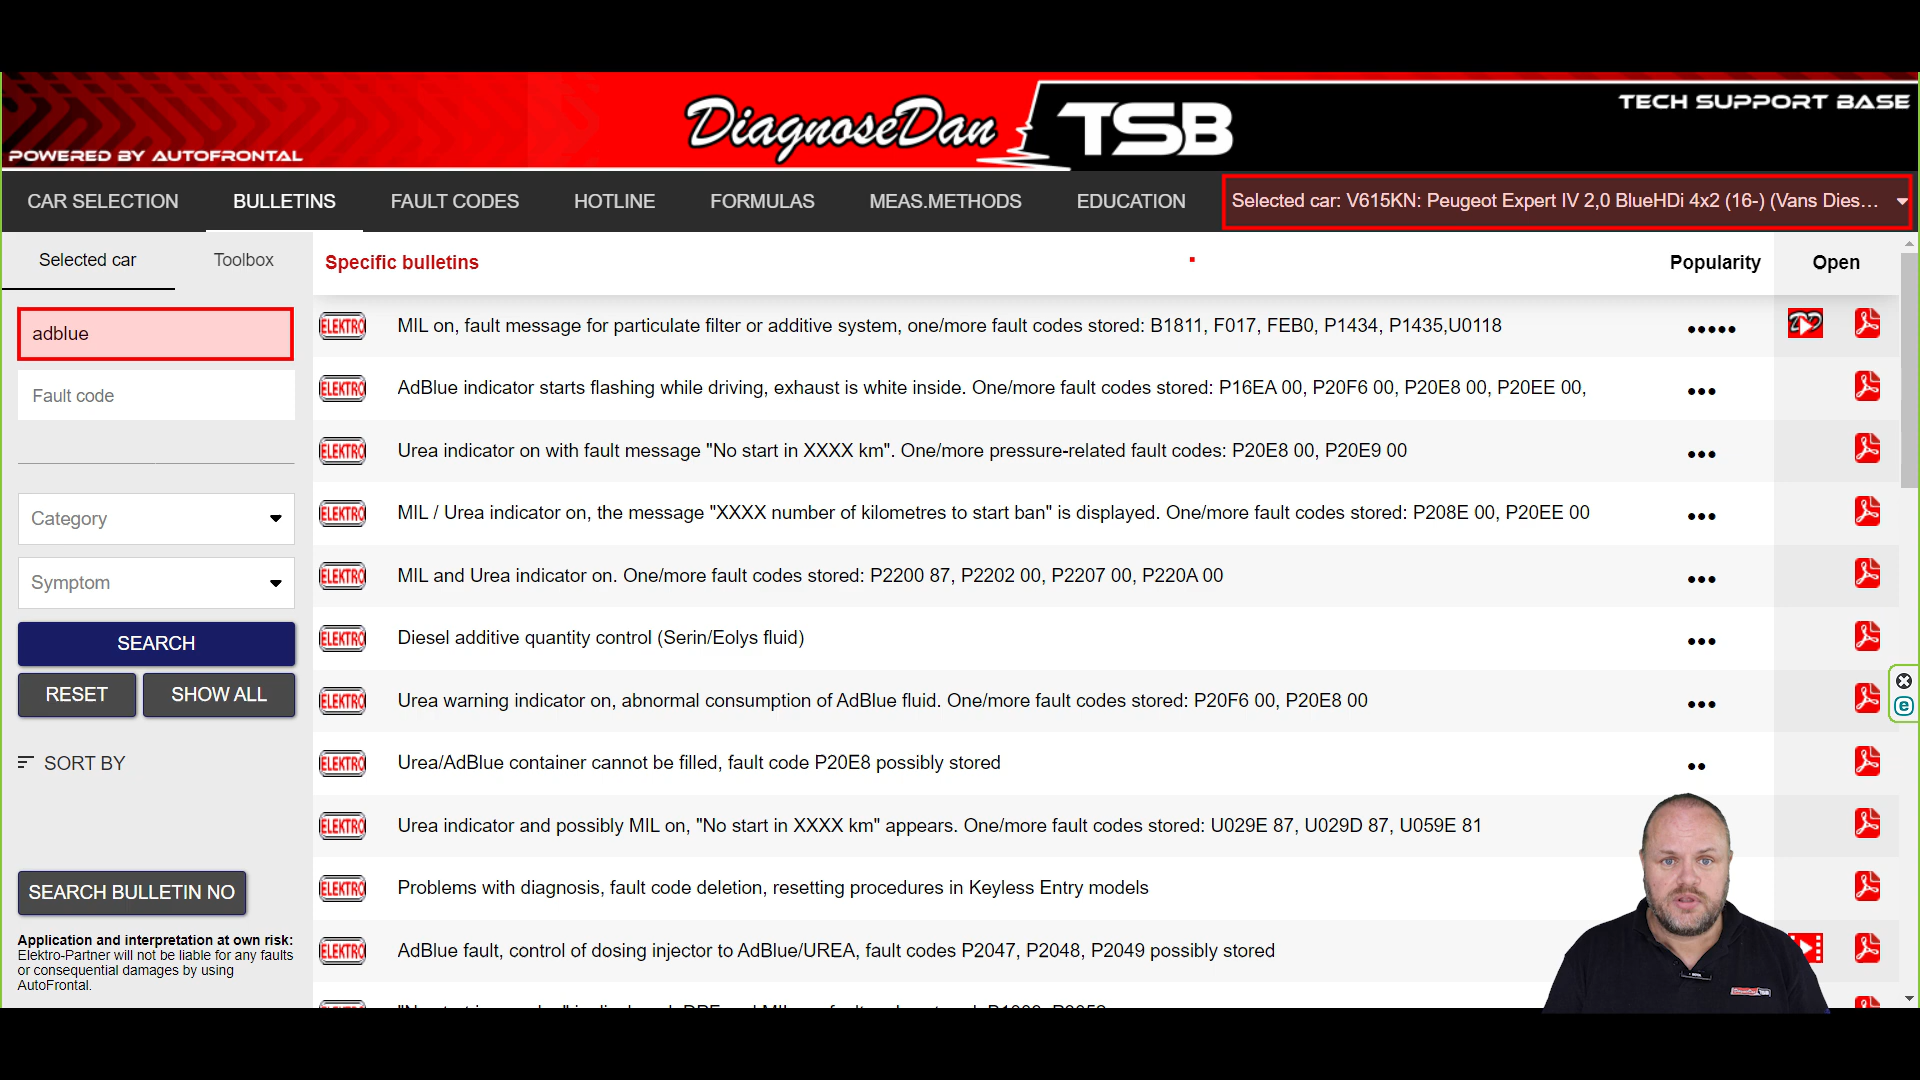 DiagnoseDan TSB
TECH SUPPORT BASE
POWERED BY AUTOFRONTAL
CAR SELECTION BULLETINS FAULT CODES HOTLINE FORMULAS MEAS.METHODS EDUCATION Selected car: V615KN: Peugeot Expert IV 2,0 BlueHDi 4x2 (16-) (Vans Dies...
Selected car Toolbox
adblue
Fault code
Category
Symptom
SEARCH
RESET SHOW ALL
SORT BY
SEARCH BULLETIN NO
Application and interpretation at own risk:
Elektro-Partner will not be liable for any faults
or consequential damages by using
AutoFrontal.
Specific bulletins Popularity Open
ELEKTRO MIL on, fault message for particulate filter or additive system, one/more fault codes stored: B1811, F017, FEB0, P1434, P1435,U0118
ELEKTRO AdBlue indicator starts flashing while driving, exhaust is white inside. One/more fault codes stored: P16EA 00, P20F6 00, P20E8 00, P20EE 00,
ELEKTRO Urea indicator on with fault message "No start in XXXX km". One/more pressure-related fault codes: P20E8 00, P20E9 00
ELEKTRO MIL / Urea indicator on, the message "XXXX number of kilometres to start ban" is displayed. One/more fault codes stored: P208E 00, P20EE 00
ELEKTRO MIL and Urea indicator on. One/more fault codes stored: P2200 87, P2202 00, P2207 00, P220A 00
ELEKTRO Diesel additive quantity control (Serin/Eolys fluid)
ELEKTRO Urea warning indicator on, abnormal consumption of AdBlue fluid. One/more fault codes stored: P20F6 00, P20E8 00
ELEKTRO Urea/AdBlue container cannot be filled, fault code P20E8 possibly stored
ELEKTRO Urea indicator and possibly MIL on, "No start in XXXX km" appears. One/more fault codes stored: U029E 87, U029D 87, U059E 81
ELEKTRO Problems with diagnosis, fault code deletion, resetting procedures in Keyless Entry models
ELEKTRO AdBlue fault, control of dosing injector to AdBlue/UREA, fault codes P2047, P2048, P2049 possibly stored